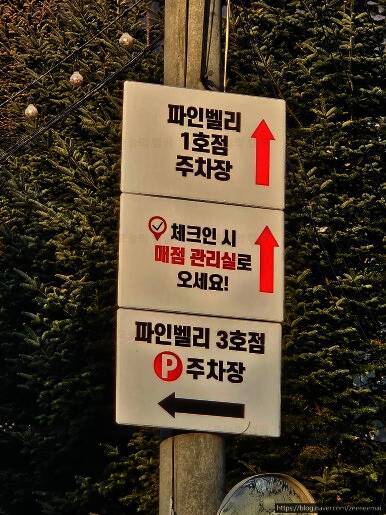 파인벨리
1호점
주차장
체크인 시
매점 관리실로
오세요!
파인벨리 3호점
P 주차장
https://blog.naver.com/zeeeeemai